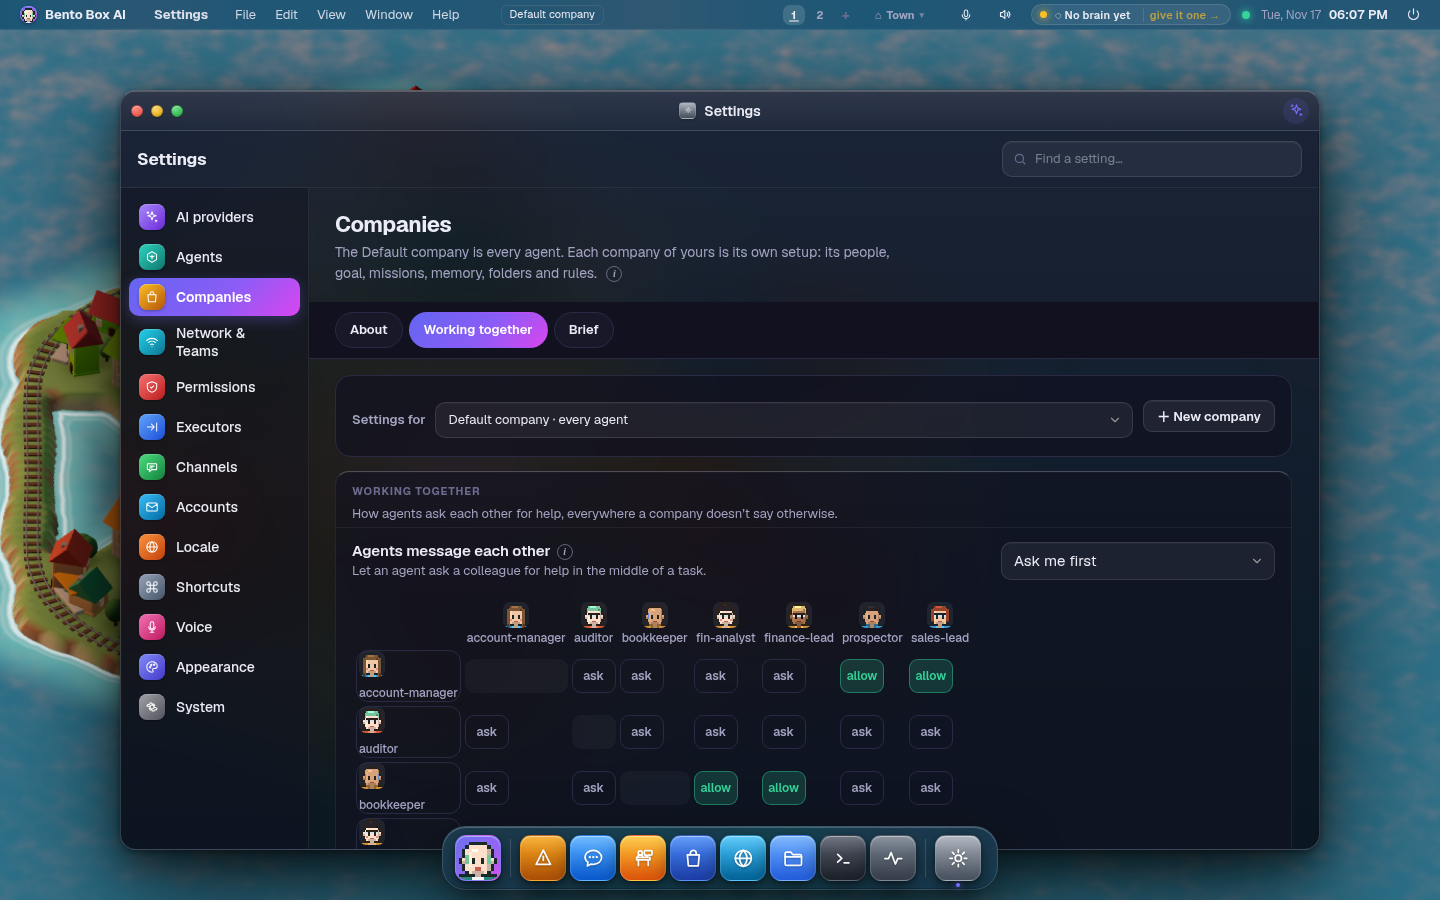 Bento Box AI Settings File Edit View Window Help Default company 1 2 + Town No brain yet give it one → Tue, Nov 17 06:07 PM
Settings
Settings
Find a setting...
AI providers
Agents
Companies
Network &
Teams
Permissions
Executors
Channels
Accounts
Locale
Shortcuts
Voice
Appearance
System
Companies
The Default company is every agent. Each company of yours is its own setup: its people,
goal, missions, memory, folders and rules. i
About Working together Brief
Settings for Default company · every agent + New company
WORKING TOGETHER
How agents ask each other for help, everywhere a company doesn't say otherwise.
Agents message each other i
Let an agent ask a colleague for help in the middle of a task.
Ask me first
account-manager auditor bookkeeper fin-analyst finance-lead prospector sales-lead
account-manager ask ask ask ask allow allow
auditor ask ask ask ask ask ask
bookkeeper ask ask allow allow ask ask